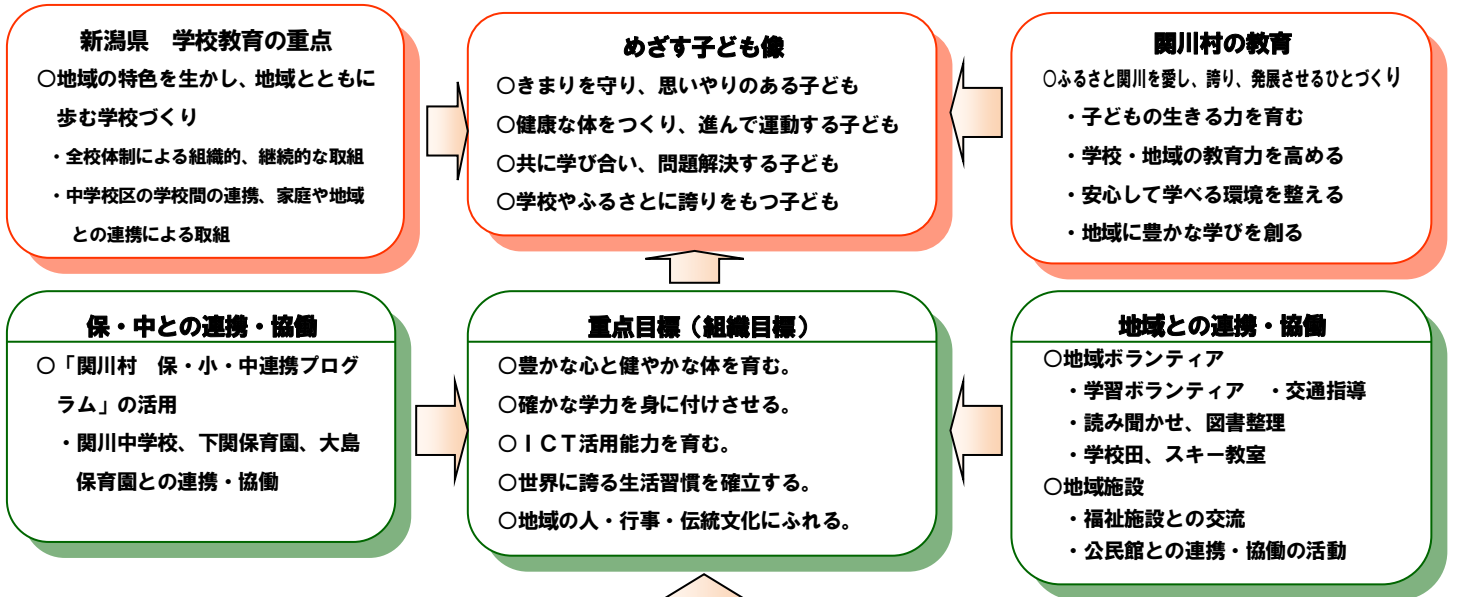 新潟県　学校教育の重点
○地域の特色を生かし、地域とともに
歩む学校づくり
・全校体制による組織的、継続的な取組
・中学校区の学校間の連携、家庭や地域
との連携による取組
めざす子ども像
○きまりを守り、思いやりのある子ども
○健康な体をつくり、進んで運動する子ども
○共に学び合い、問題解決する子ども
○学校やふるさとに誇りをもつ子ども
関川村の教育
○ふるさと関川を愛し、誇り、発展させるひとづくり
・子どもの生きる力を育む
・学校・地域の教育力を高める
・安心して学べる環境を整える
・地域に豊かな学びを創る
保・中との連携・協働
○「関川村　保・小・中連携プログ
ラム」の活用
・関川中学校、下関保育園、大島
保育園との連携・協働
重点目標（組織目標）
○豊かな心と健やかな体を育む。
○確かな学力を身に付けさせる。
○ＩＣＴ活用能力を育む。
○世界に誇る生活習慣を確立する。
○地域の人・行事・伝統文化にふれる。
地域との連携・協働
○地域ボランティア
・学習ボランティア　・交通指導
・読み聞かせ、図書整理
・学校田、スキー教室
○地域施設
・福祉施設との交流
・公民館との連携・協働の活動